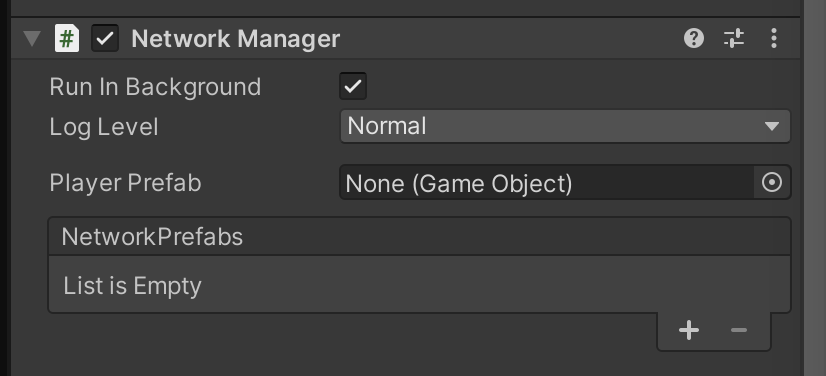 # Network Manager
Run In Background
Log Level Normal
Player Prefab None (Game Object)
NetworkPrefabs
List is Empty
+ −